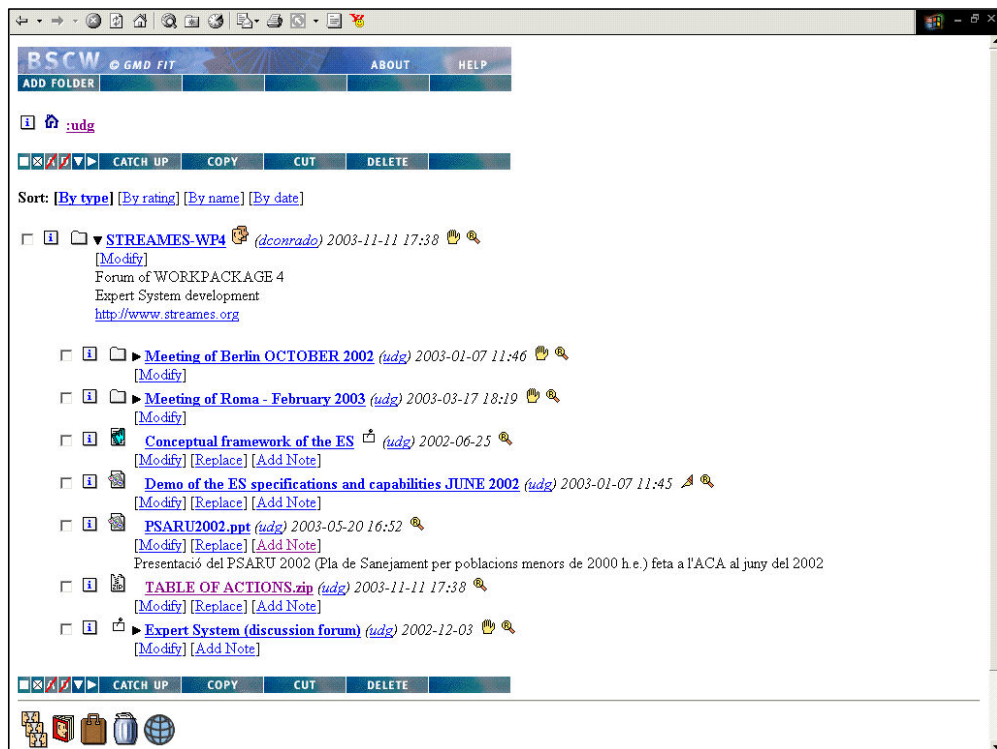 BSCW © GMD FIT ABOUT HELP
ADD FOLDER
:udg
CATCH UP COPY CUT DELETE
Sort: [By type] [By rating] [By name] [By date]
STREAMES-WP4 (dconrado) 2003-11-11 17:38
[Modify]
Forum of WORKPACKAGE 4
Expert System development
http://www.streames.org
Meeting of Berlin OCTOBER 2002 (udg) 2003-01-07 11:46
[Modify]
Meeting of Roma - February 2003 (udg) 2003-03-17 18:19
[Modify]
Conceptual framework of the ES (udg) 2002-06-25
[Modify] [Replace] [Add Note]
Demo of the ES specifications and capabilities JUNE 2002 (udg) 2003-01-07 11:45
[Modify] [Replace] [Add Note]
PSARU2002.ppt (udg) 2003-05-20 16:52
[Modify] [Replace] [Add Note]
Presentació del PSARU 2002 (Pla de Sanejament per poblacions menors de 2000 h.e.) feta a l'ACA al juny del 2002
TABLE OF ACTIONS.zip (udg) 2003-11-11 17:38
[Modify] [Replace] [Add Note]
Expert System (discussion forum) (udg) 2002-12-03
[Modify] [Add Note]
CATCH UP COPY CUT DELETE